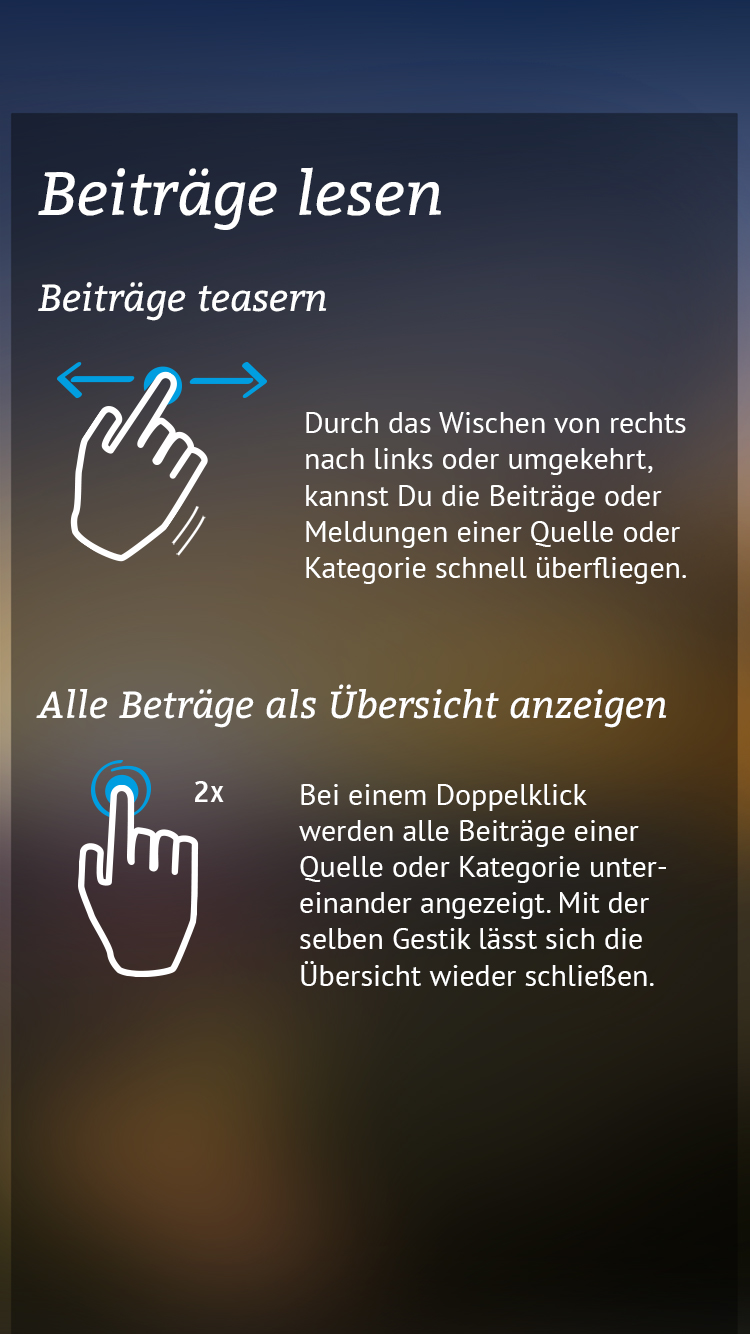 Beiträge lesen
Beiträge teasern
Durch das Wischen von rechts
nach links oder umgekehrt,
kannst Du die Beiträge oder
Meldungen einer Quelle oder
Kategorie schnell überfliegen.
Alle Beträge als Übersicht anzeigen
2x
Bei einem Doppelklick
werden alle Beiträge einer
Quelle oder Kategorie unter-
einander angezeigt. Mit der
selben Gestik lässt sich die
Übersicht wieder schließen.